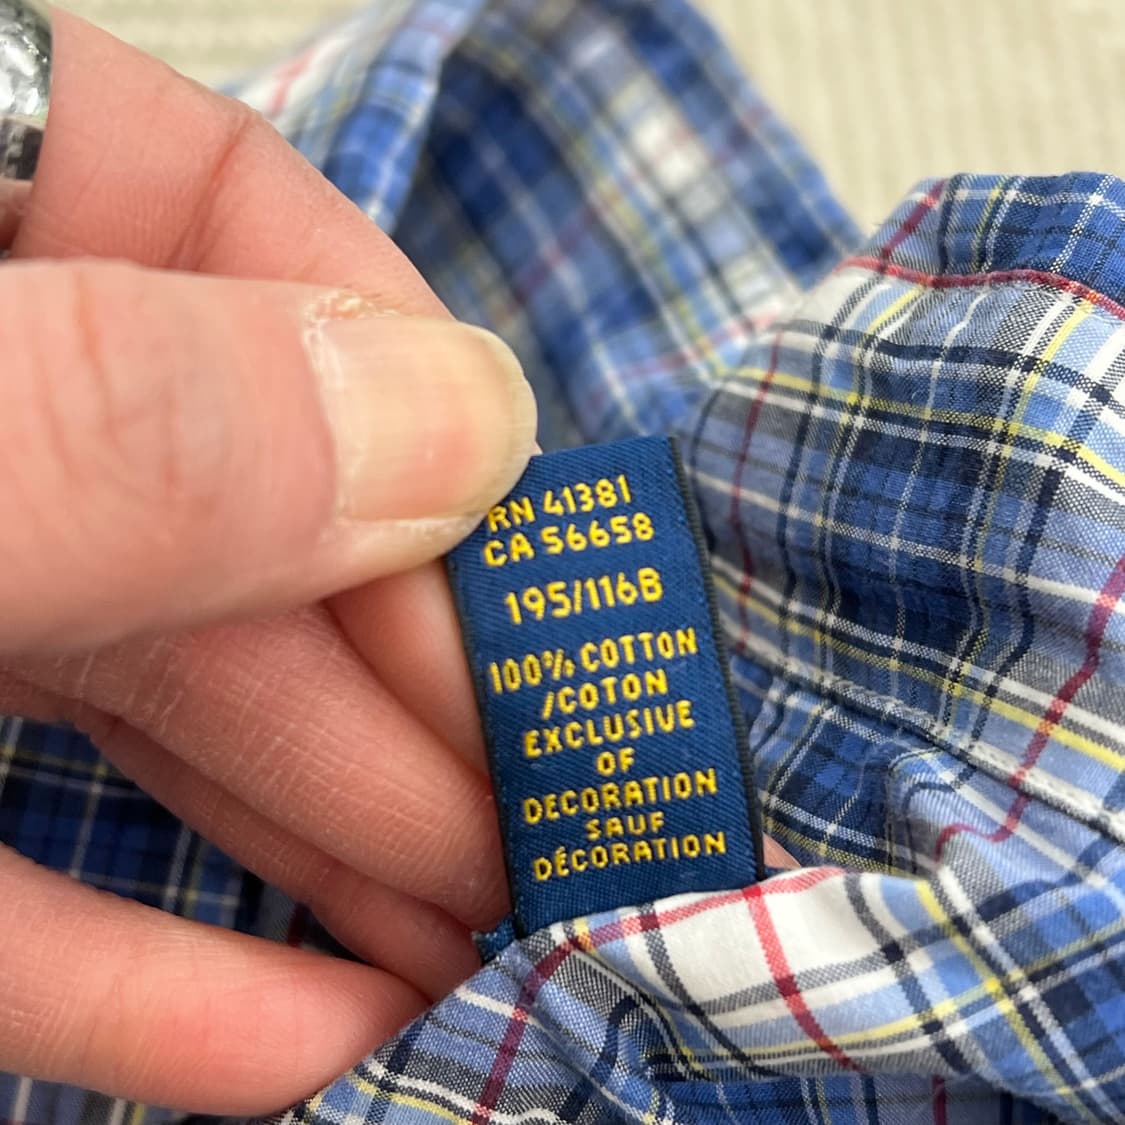 RN 41381
CA 56658
195/116B
100% COTTON
/COTON
EXCLUSIVE
OF
DECORATION
SAUF
DÉCORATION